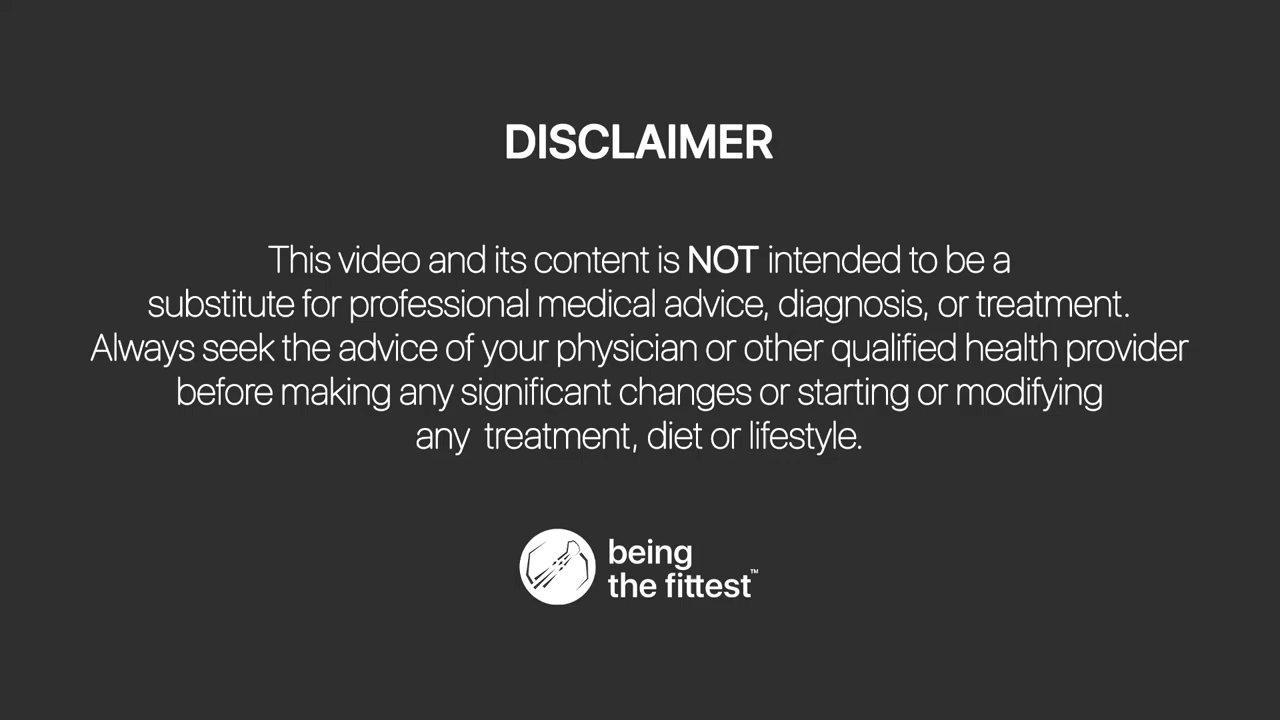 DISCLAIMER
This video and its content is NOT intended to be a
substitute for professional medical advice, diagnosis, or treatment.
Always seek the advice of your physician or other qualified health provider
before making any significant changes or starting or modifying
any  treatment, diet or lifestyle.
being
the fittest™